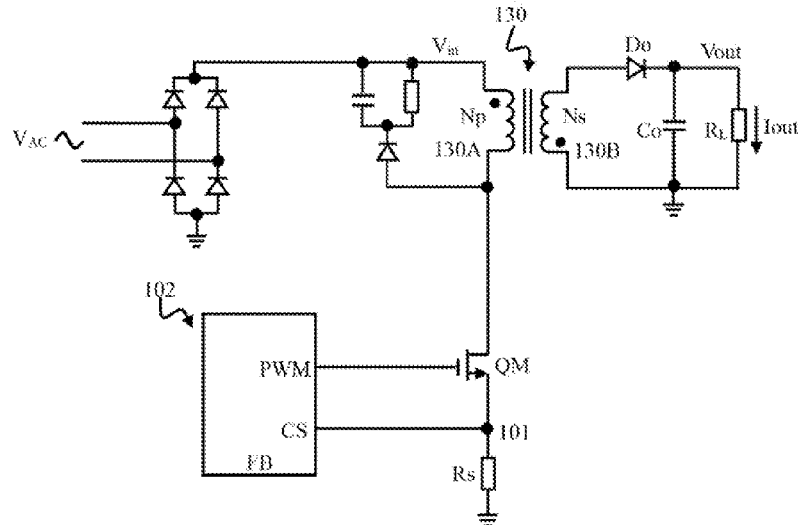 130
Vin
Do
Vout
VAC
Np
Ns
Co
RL
Iout
130A
130B
102
PWM
QM
CS
101
FB
Rs